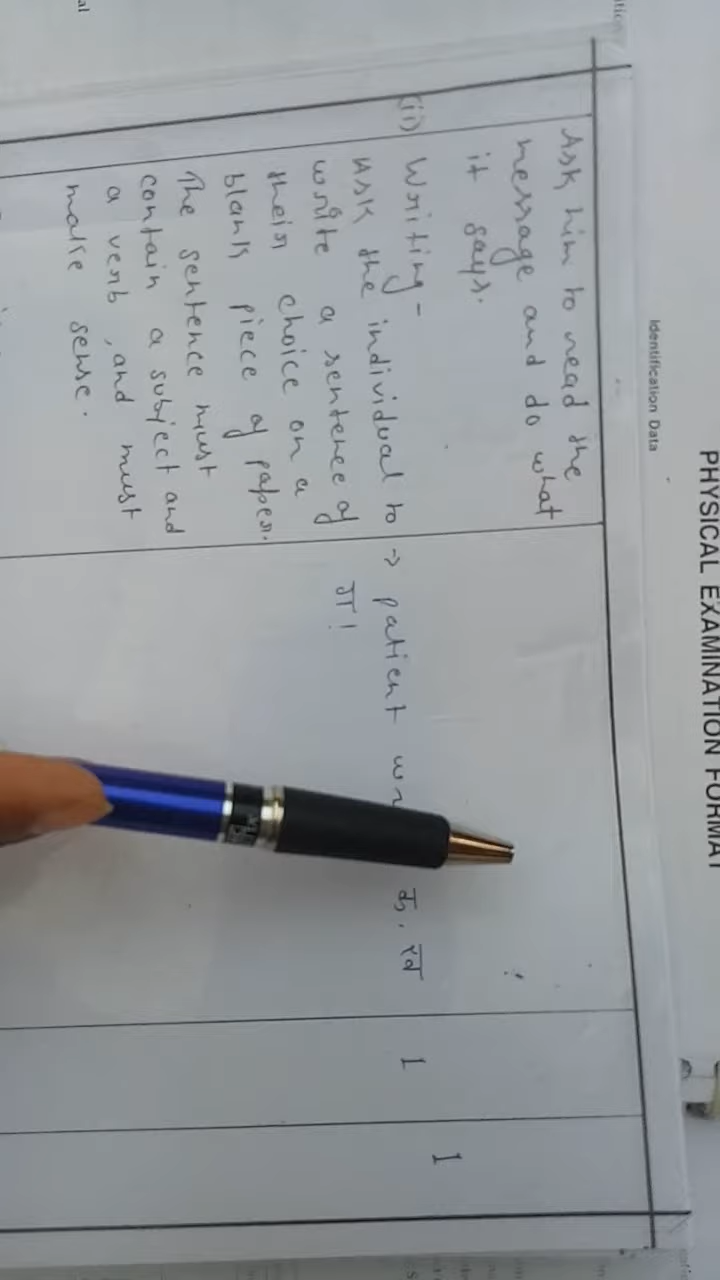 PHYSICAL EXAMINATION FORMAT
Identification Data
Ask him to read the
message and do what
it says.
(ii) Writing -
Ask the individual to
write a sentence of
their choice on a
blank piece of paper.
The sentence must
contain a subject and
a verb, and must
make sense.
→ patient क. ख
ग!
1
1